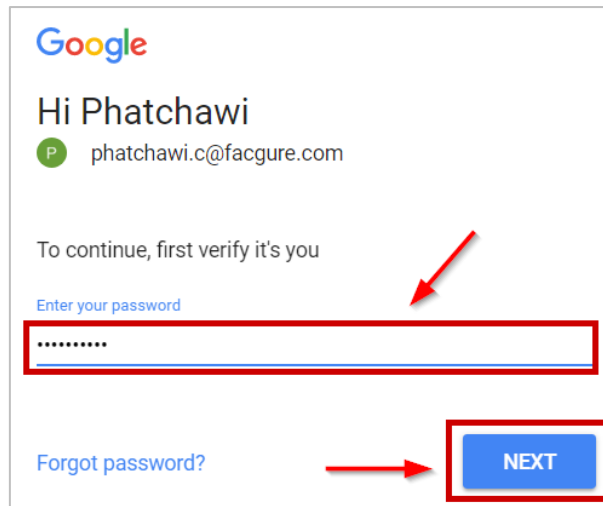 Google
Hi Phatchawi
P phatchawi.c@facgure.com
To continue, first verify it's you
Enter your password
••••••••••
Forgot password? NEXT